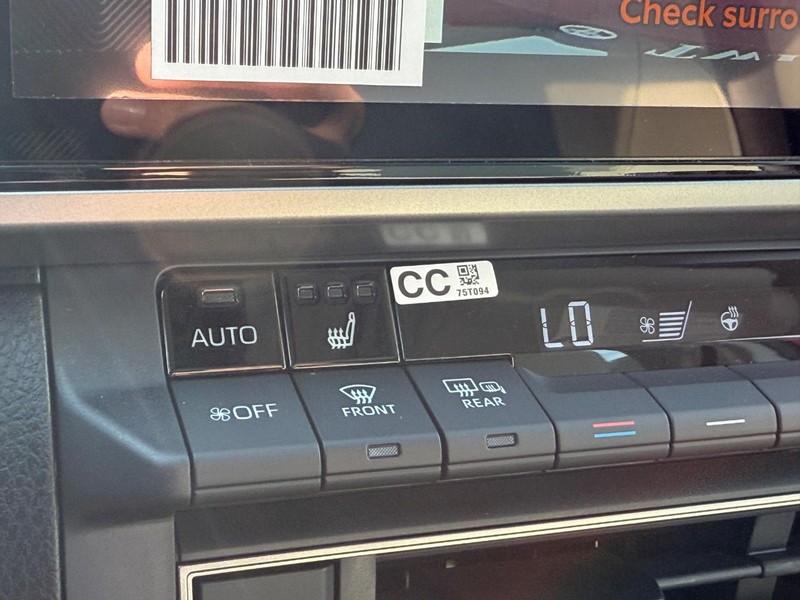 Check surro
CC
75T094
AUTO
LO
OFF
FRONT
REAR